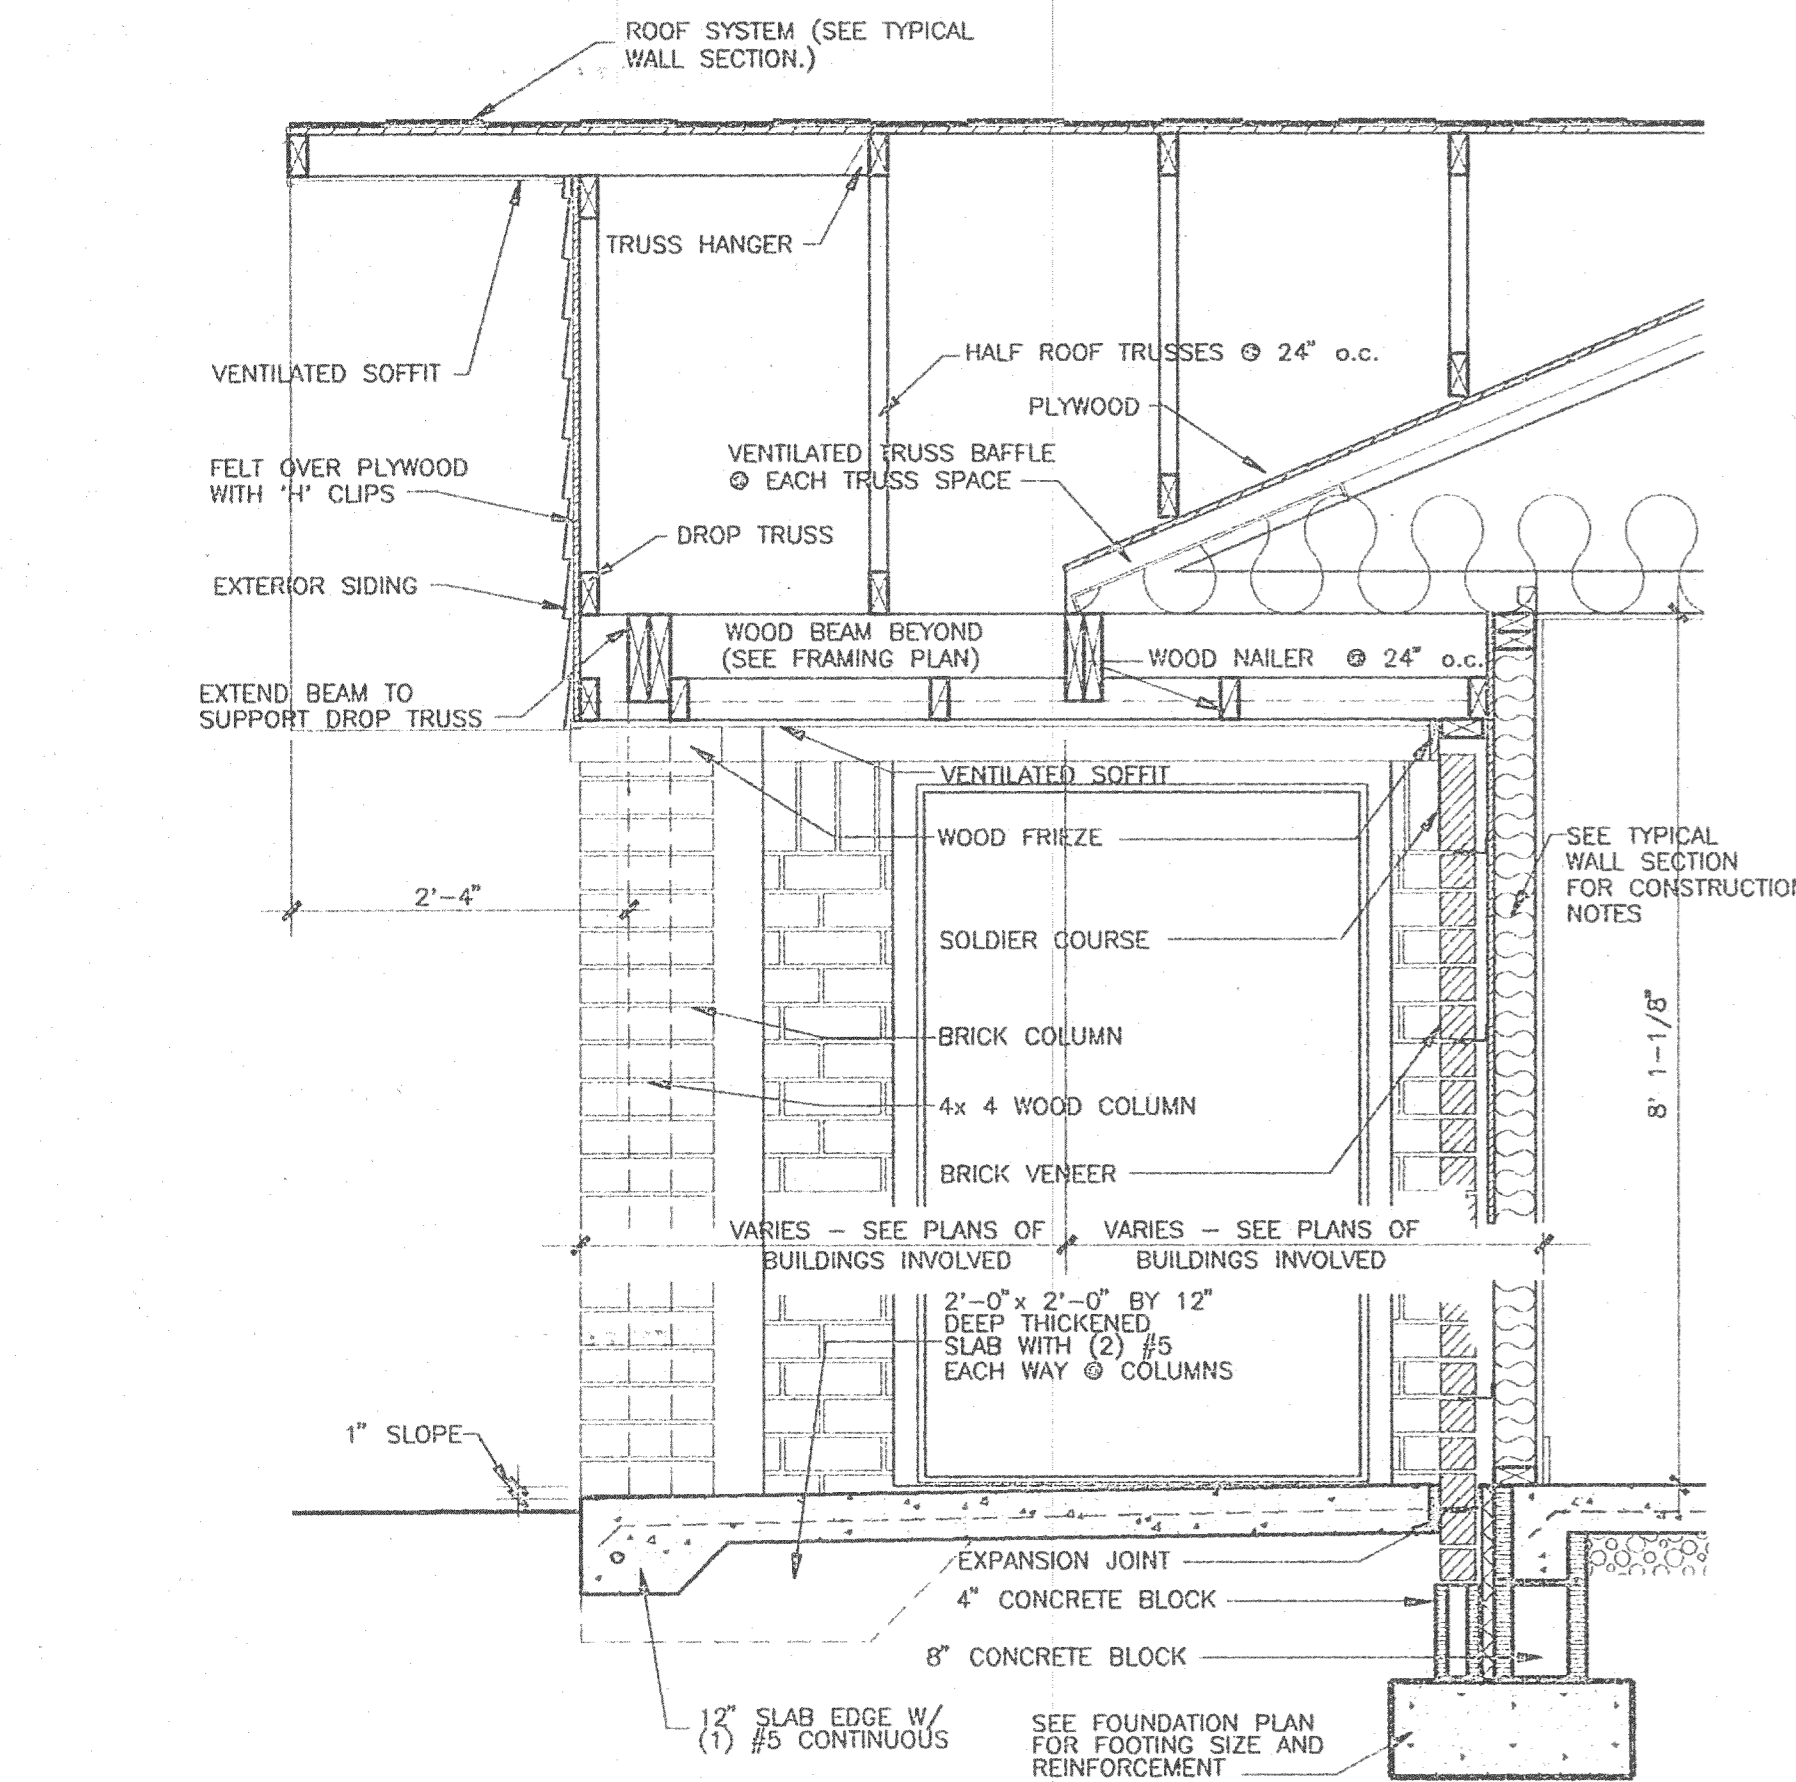 ROOF SYSTEM (SEE TYPICAL
WALL SECTION.)
TRUSS HANGER
VENTILATED SOFFIT
HALF ROOF TRUSSES @ 24" o.c.
PLYWOOD
VENTILATED TRUSS BAFFLE
@ EACH TRUSS SPACE
FELT OVER PLYWOOD
WITH 'H' CLIPS
DROP TRUSS
EXTERIOR SIDING
WOOD BEAM BEYOND
(SEE FRAMING PLAN)
WOOD NAILER @ 24" o.c.
EXTEND BEAM TO
SUPPORT DROP TRUSS
VENTILATED SOFFIT
WOOD FRIEZE
SEE TYPICAL
WALL SECTION
FOR CONSTRUCTION
NOTES
2'-4"
SOLDIER COURSE
BRICK COLUMN
8' 1-1/8"
4x 4 WOOD COLUMN
BRICK VENEER
VARIES - SEE PLANS OF
BUILDINGS INVOLVED
VARIES - SEE PLANS OF
BUILDINGS INVOLVED
2'-0"x 2'-0" BY 12"
DEEP THICKENED
SLAB WITH (2) #5
EACH WAY @ COLUMNS
1" SLOPE
EXPANSION JOINT
4" CONCRETE BLOCK
8" CONCRETE BLOCK
12" SLAB EDGE W/
(1) #5 CONTINUOUS
SEE FOUNDATION PLAN
FOR FOOTING SIZE AND
REINFORCEMENT